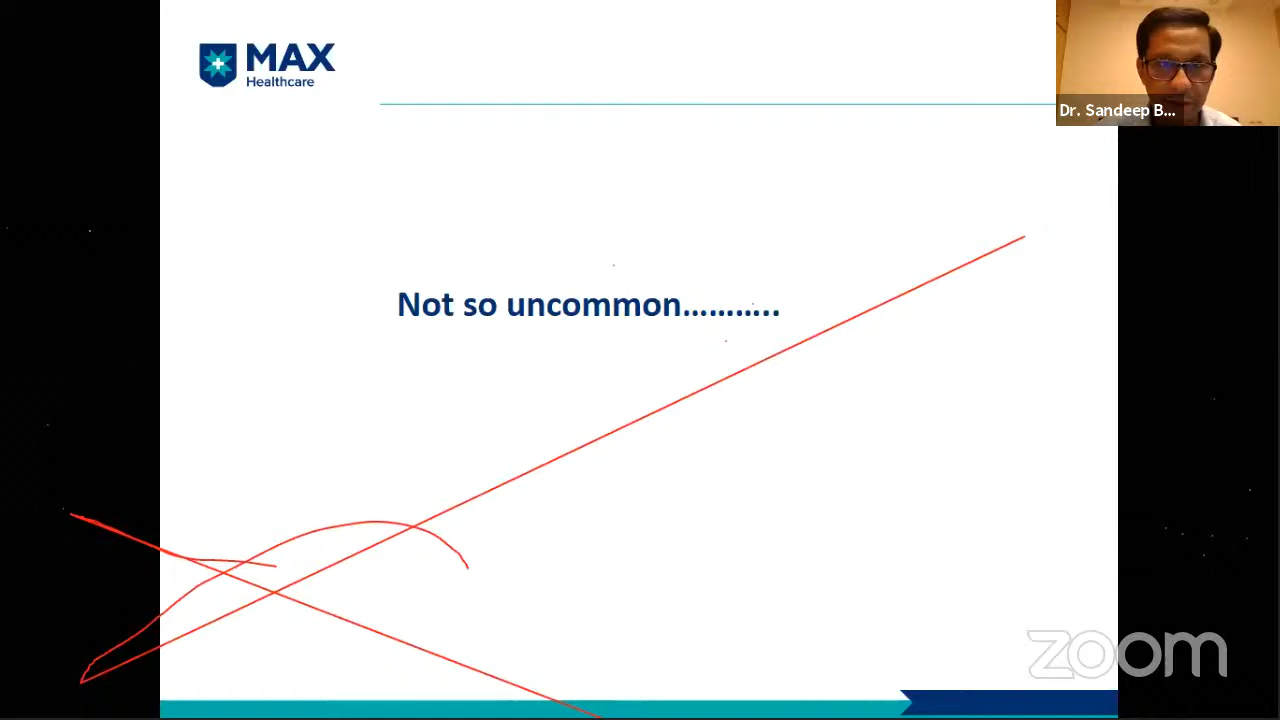 MAX
Healthcare
Dr. Sandeep B...
Not so uncommon...........
zoom